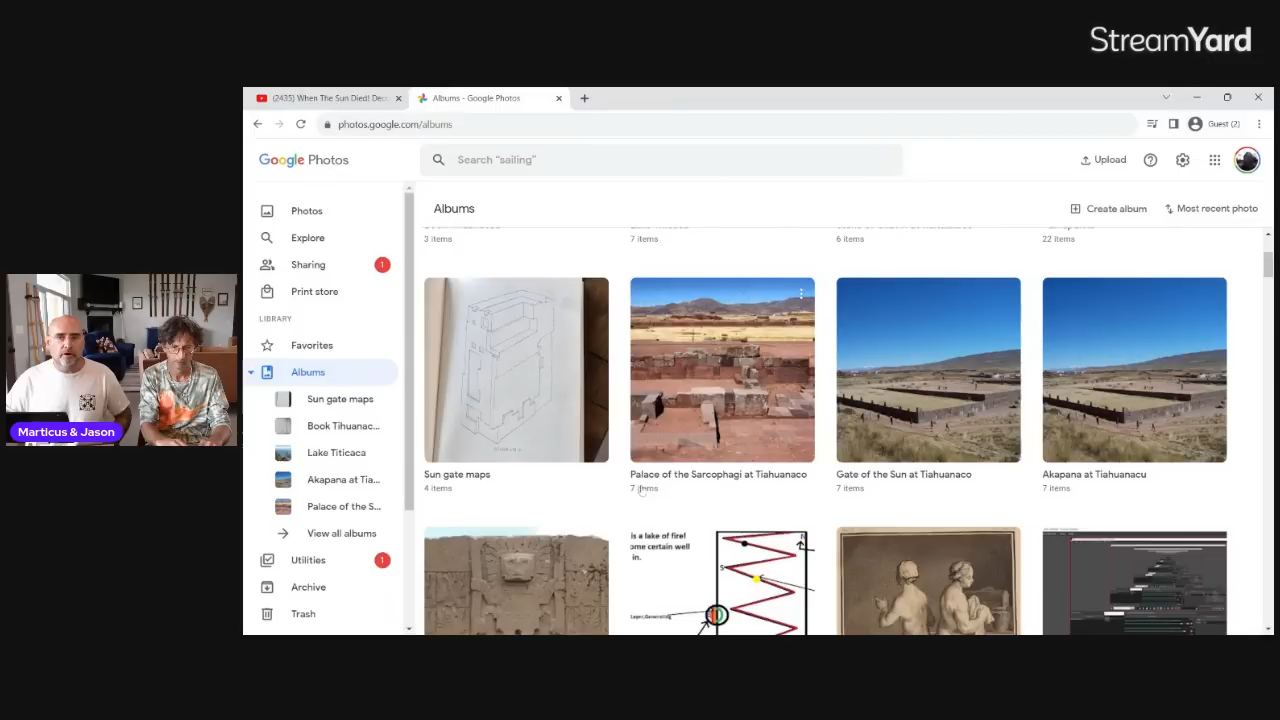 StreamYard
(2435) When The Sun Died! Dec
Albums - Google Photos
photos.google.com/albums
Guest (2)
Google Photos
Search "sailing"
Upload
Photos
Explore
Sharing
1
Print store
LIBRARY
Favorites
Albums
Sun gate maps
Book Tihuanac...
Lake Titicaca
Akapana at Tia...
Palace of the S...
View all albums
Utilities
1
Archive
Trash
Albums
Create album
Most recent photo
3 items
7 items
6 items
22 items
Sun gate maps
4 items
Palace of the Sarcophagi at Tiahuanaco
7 items
Gate of the Sun at Tiahuanaco
7 items
Akapana at Tiahuanacu
7 items
is a lake of fire!
ome certain well
in.
N
S
Marticus & Jason